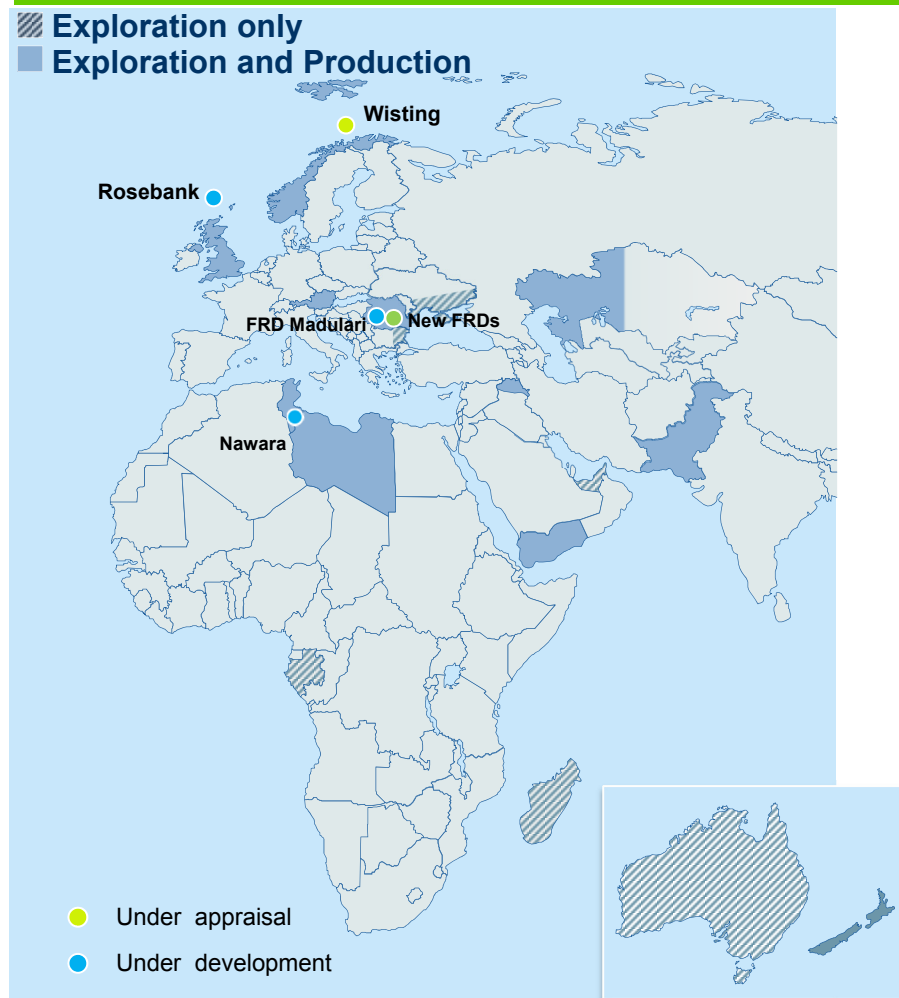 Exploration only
Exploration and Production
Wisting
Rosebank
FRD Madulari
New FRDs
Nawara
Under appraisal
Under development